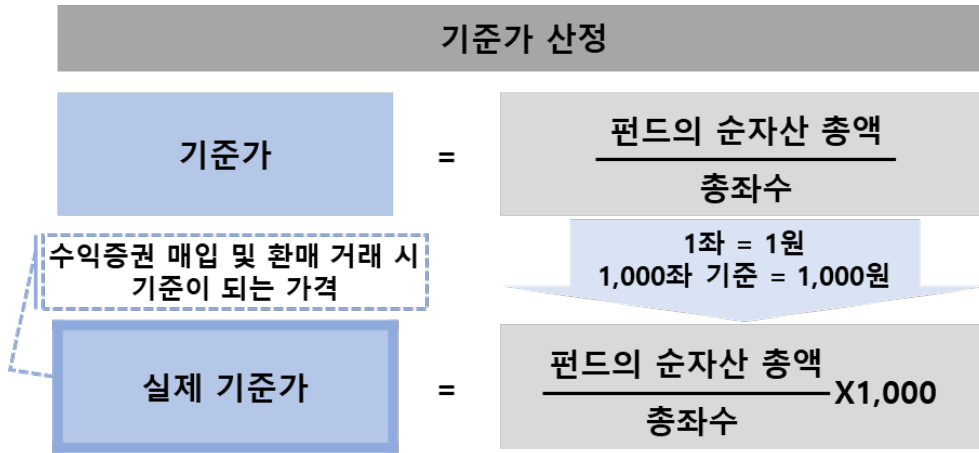 기준가 산정
기준가
=
펀드의 순자산 총액
총좌수
수익증권 매입 및 환매 거래 시
기준이 되는 가격
1좌 = 1원
1,000좌 기준 = 1,000원
실제 기준가
=
펀드의 순자산 총액
총좌수
X1,000